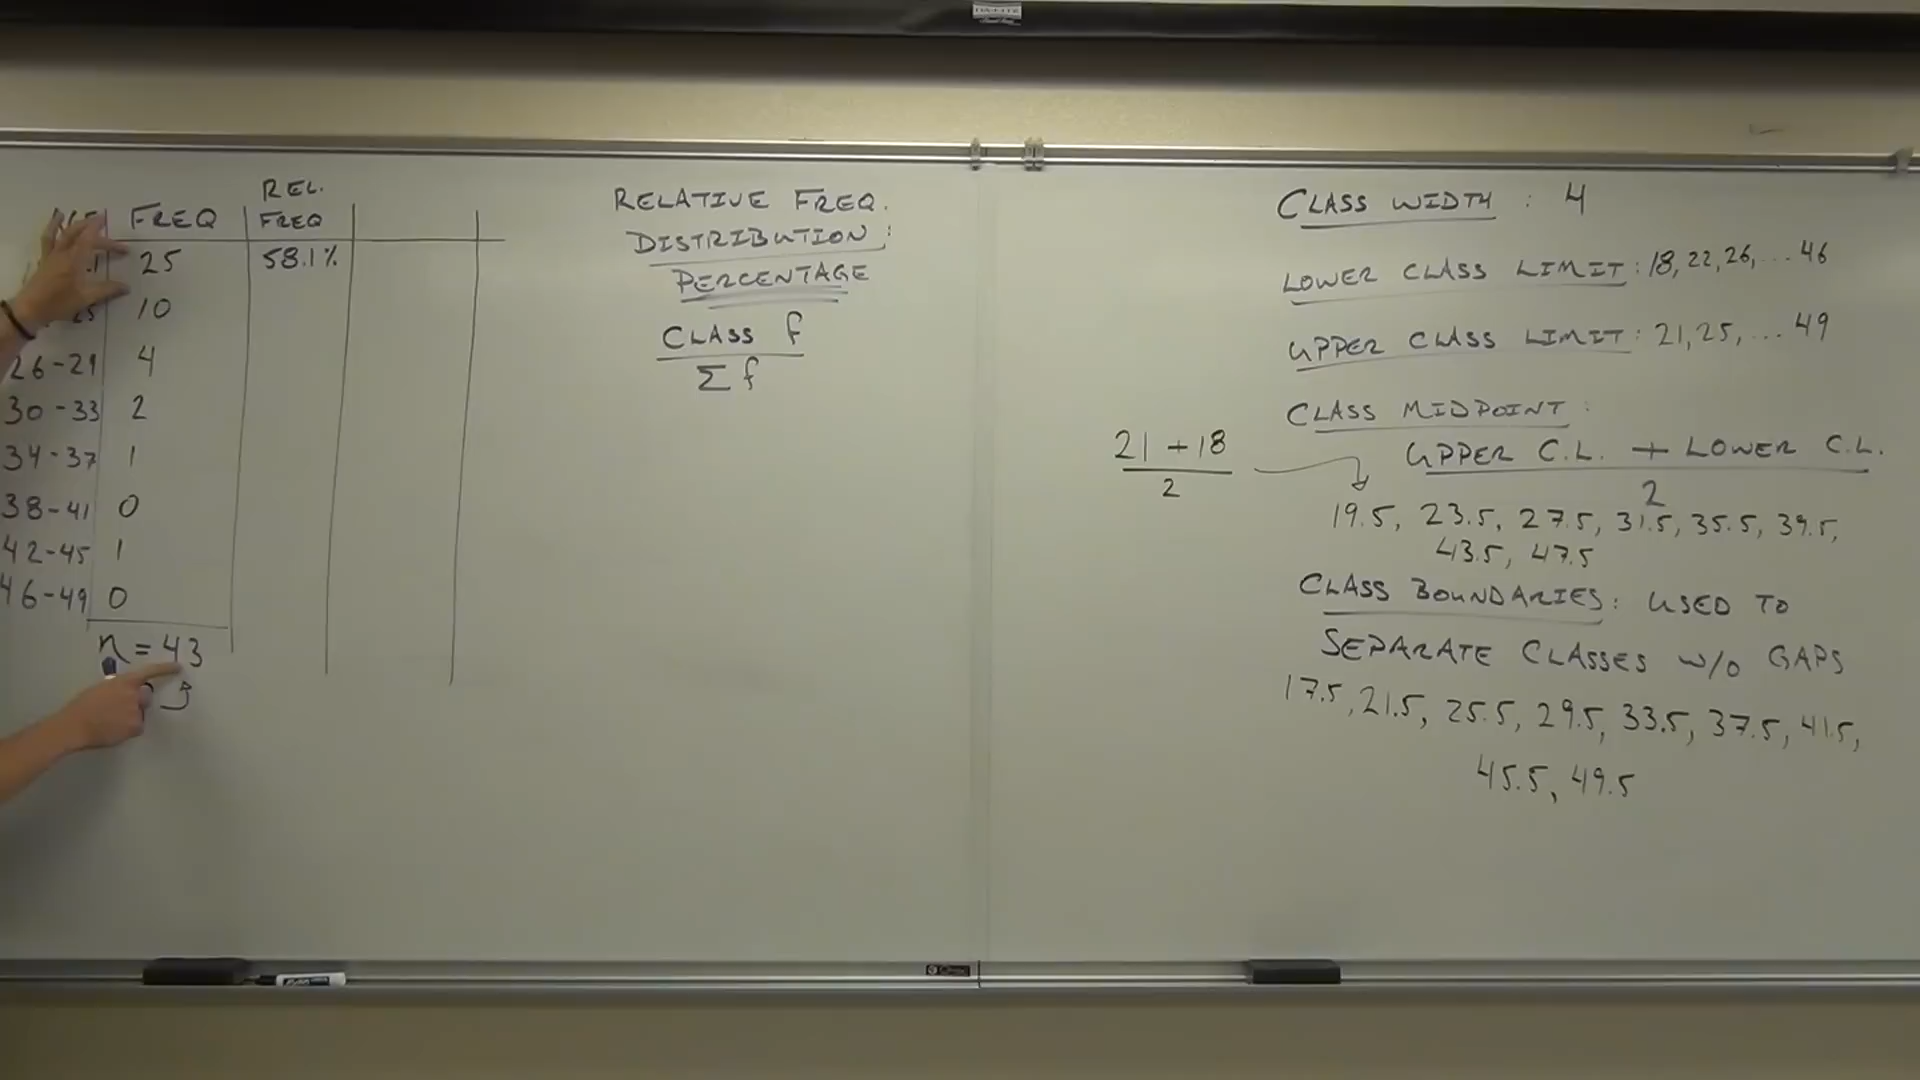 REL.
FREQ FREQ
25 58.1%
10
26-29 4
30-33 2
34-37 1
38-41 0
42-45 1
46-49 0
n = 43
RELATIVE FREQ.
DISTRIBUTION:
PERCENTAGE
CLASS f
Σ f
CLASS WIDTH : 4
LOWER CLASS LIMIT: 18, 22, 26, ... 46
UPPER CLASS LIMIT: 21, 25, ... 49
CLASS MIDPOINT:
UPPER C.L. + LOWER C.L.
2
21 + 18
2
19.5, 23.5, 27.5, 31.5, 35.5, 39.5,
43.5, 47.5
CLASS BOUNDARIES: USED TO
SEPARATE CLASSES W/O GAPS
17.5, 21.5, 25.5, 29.5, 33.5, 37.5, 41.5,
45.5, 49.5